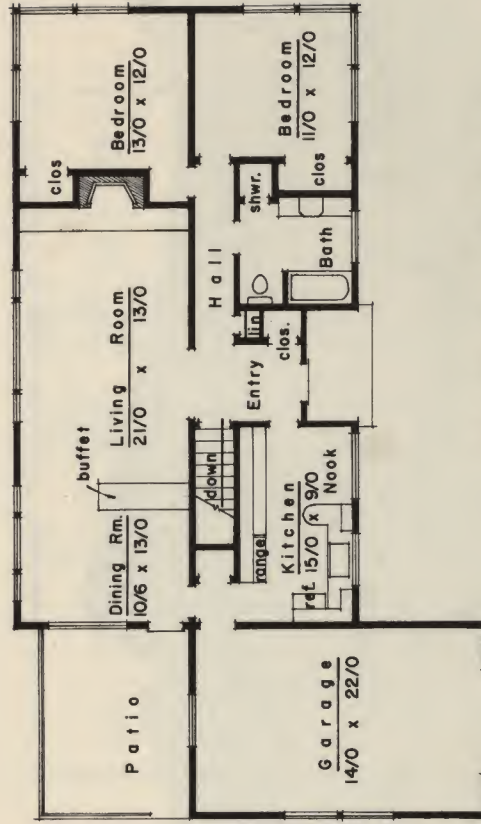 clos
Bedroom
13/0 x 12/0
Bedroom
11/0 x 12/0
clos
shwr.
Bath
Hall
lin
Living Room
21/0 x 13/0
buffet
Entry
clos.
down
Dining Rm.
10/6 x 13/0
range
Kitchen
15/0 x 9/0
Nook
ref.
Patio
Garage
14/0 x 22/0